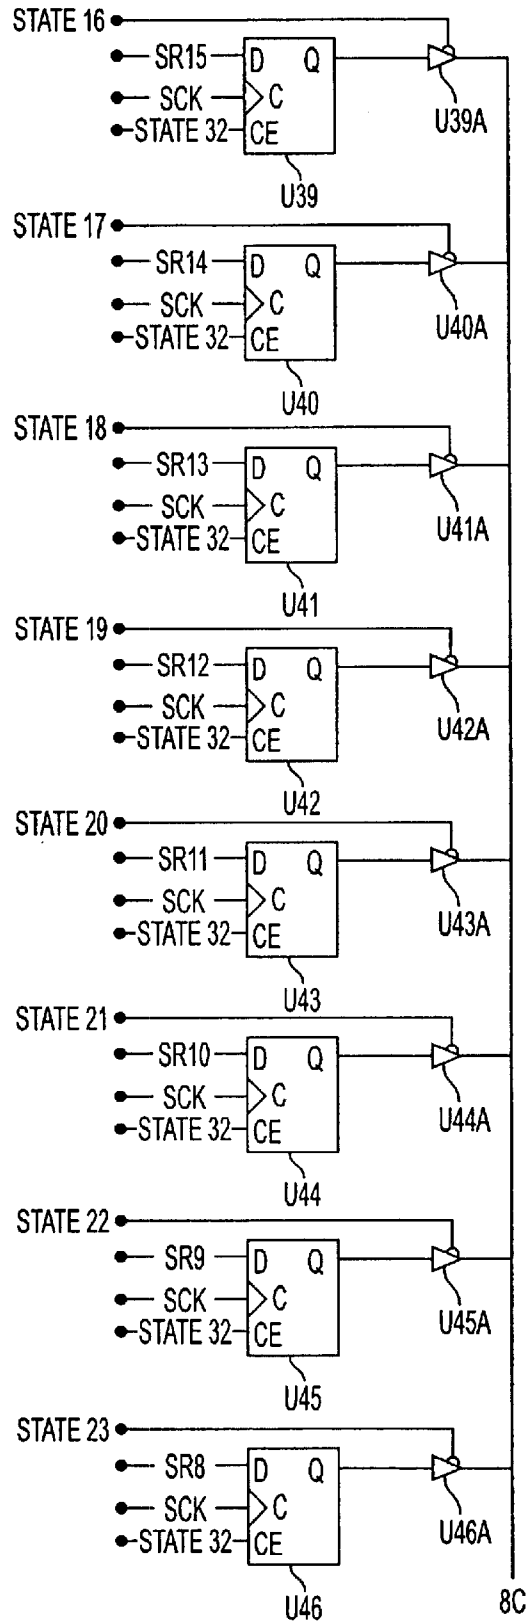 STATE 16
SR15 D Q
SCK C
STATE 32 CE
U39A
U39
STATE 17
SR14 D Q
SCK C
STATE 32 CE
U40A
U40
STATE 18
SR13 D Q
SCK C
STATE 32 CE
U41A
U41
STATE 19
SR12 D Q
SCK C
STATE 32 CE
U42A
U42
STATE 20
SR11 D Q
SCK C
STATE 32 CE
U43A
U43
STATE 21
SR10 D Q
SCK C
STATE 32 CE
U44A
U44
STATE 22
SR9 D Q
SCK C
STATE 32 CE
U45A
U45
STATE 23
SR8 D Q
SCK C
STATE 32 CE
U46A
U46
8C